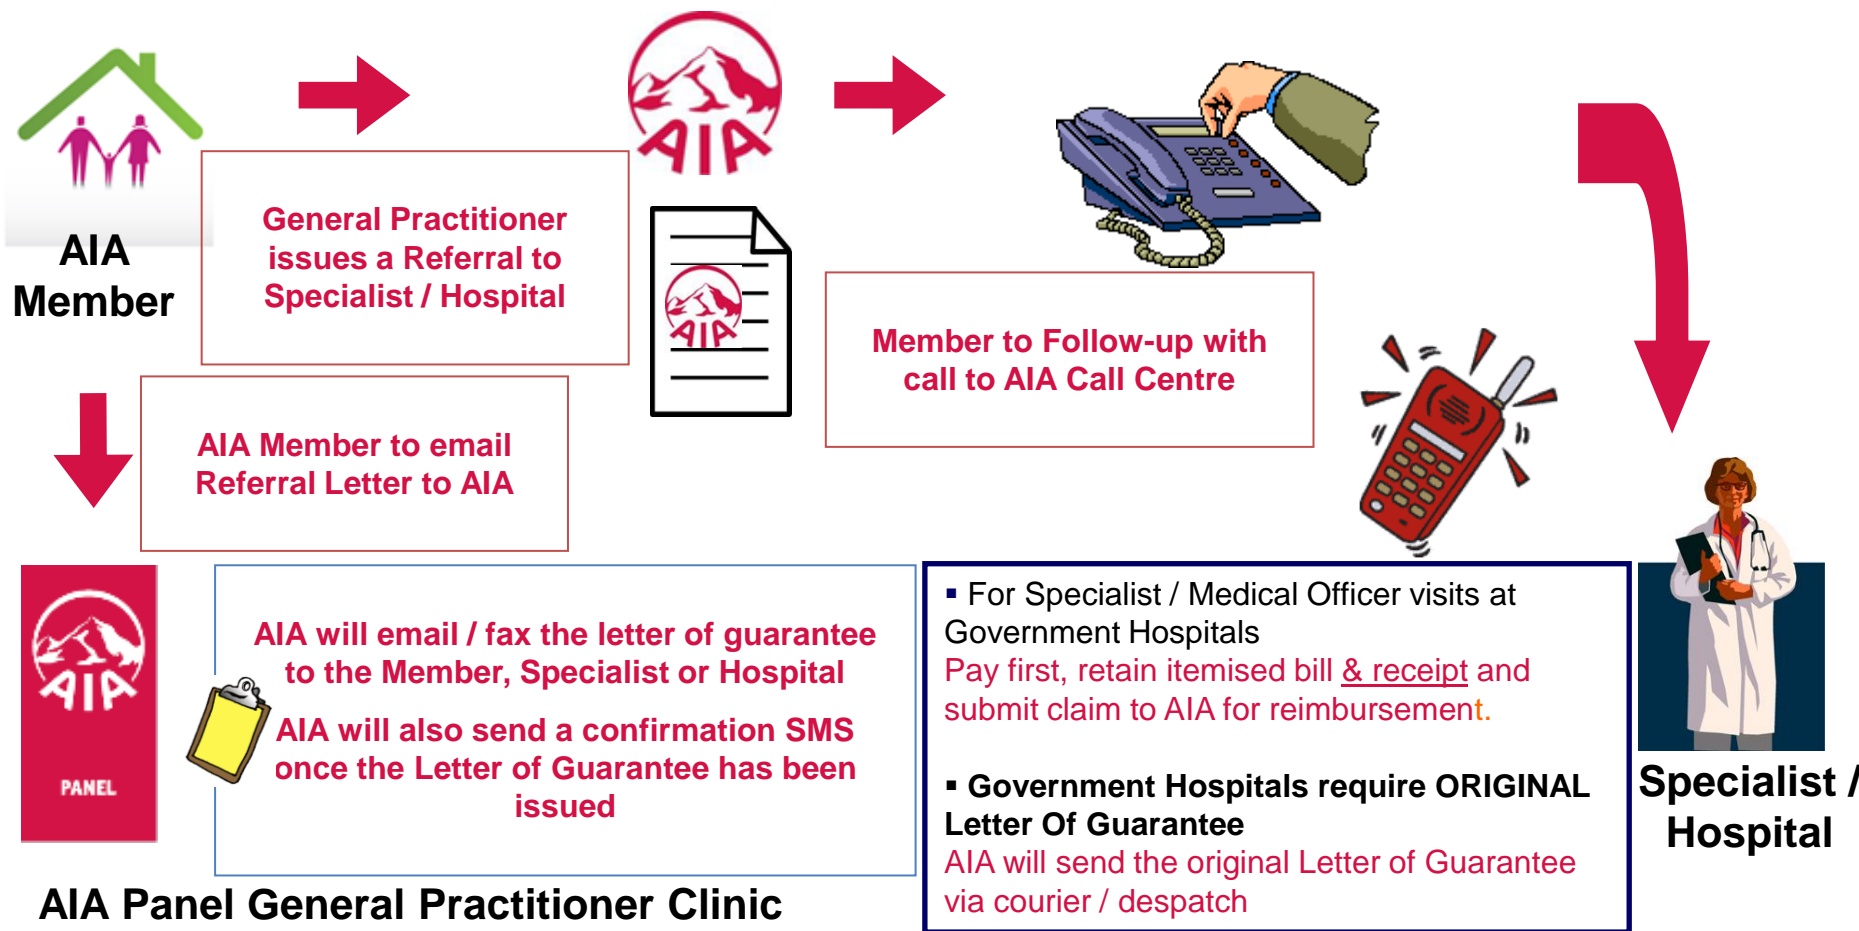 AIA
AIA
Member
General Practitioner
issues a Referral to
Specialist / Hospital
AIA
Member to Follow-up with
call to AIA Call Centre
AIA Member to email
Referral Letter to AIA
AIA
PANEL
AIA will email / fax the letter of guarantee
to the Member, Specialist or Hospital
AIA will also send a confirmation SMS
once the Letter of Guarantee has been
issued
AIA Panel General Practitioner Clinic
▪ For Specialist / Medical Officer visits at
Government Hospitals
Pay first, retain itemised bill & receipt and
submit claim to AIA for reimbursement.
▪ Government Hospitals require ORIGINAL
Letter Of Guarantee
AIA will send the original Letter of Guarantee
via courier / despatch
Specialist /
Hospital